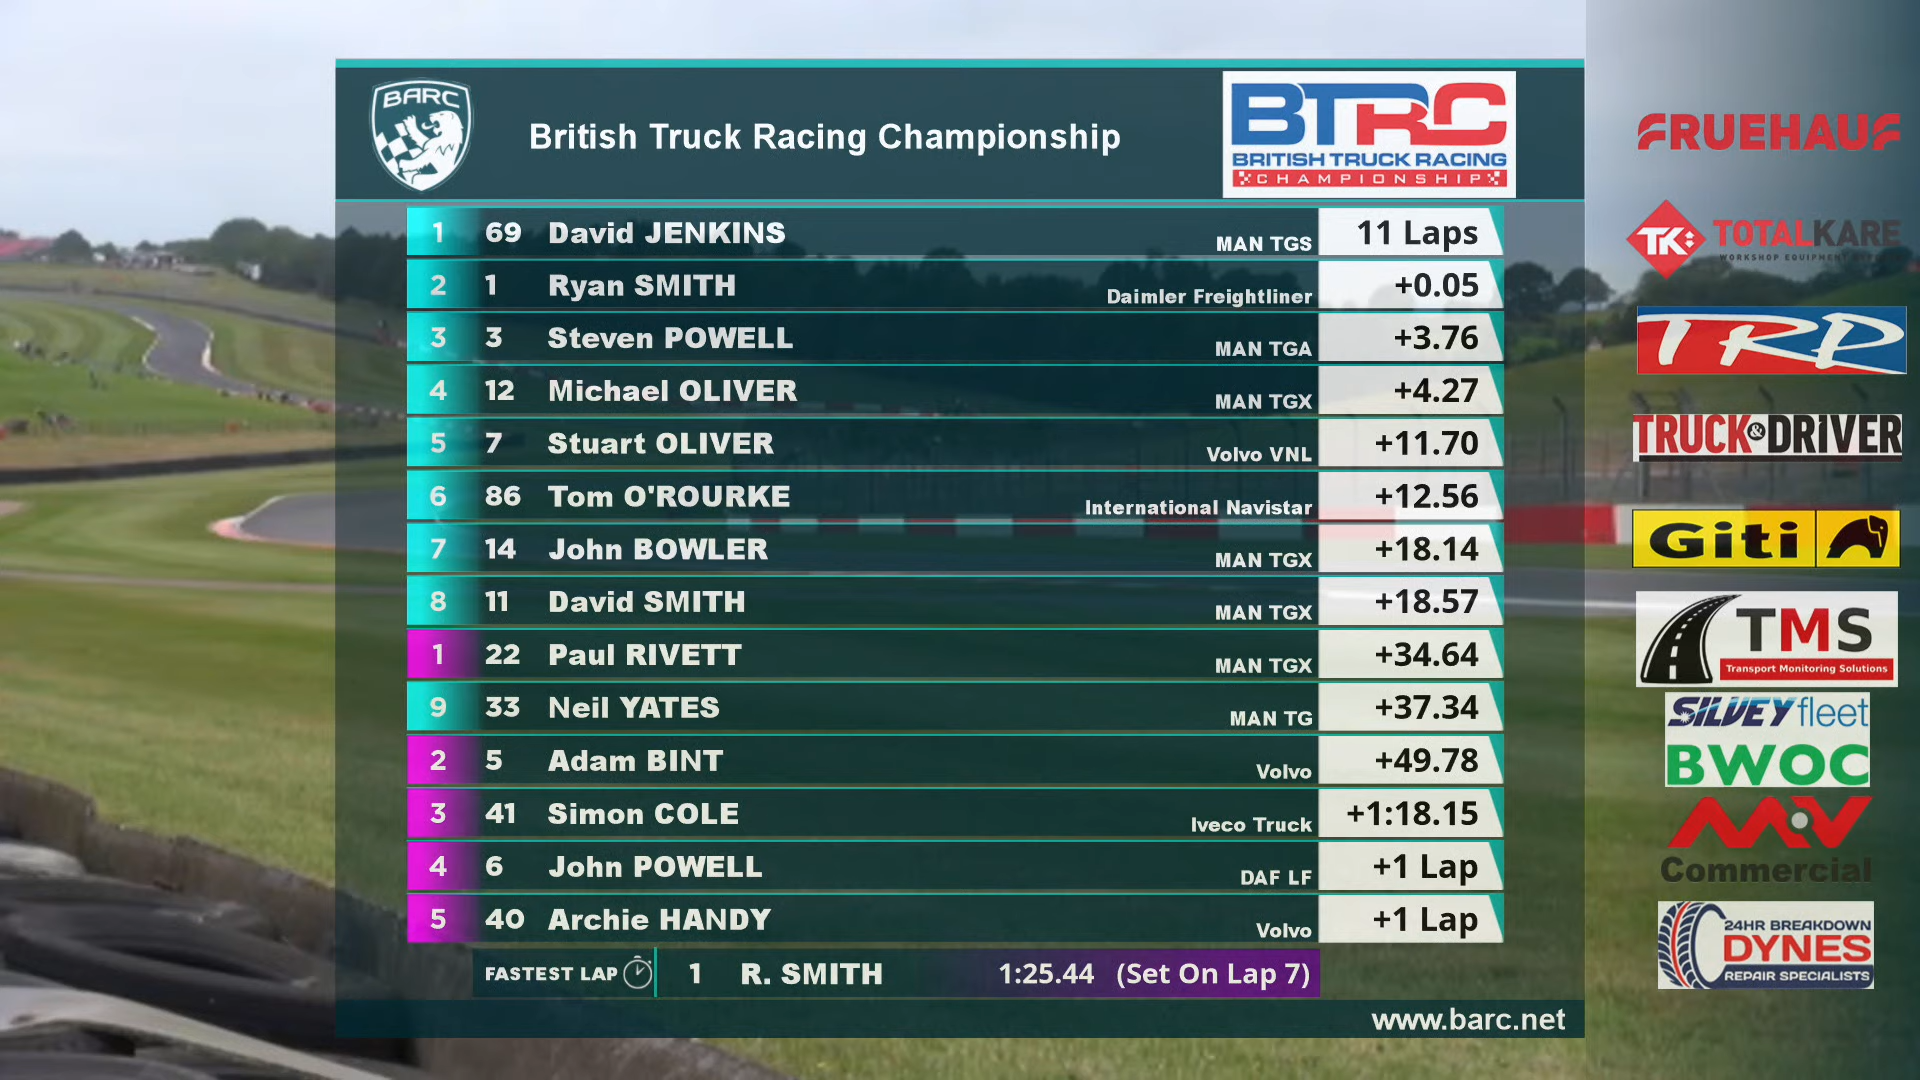 BARC
British Truck Racing Championship
BTRC
BRITISH TRUCK RACING
CHAMPIONSHIP
1 69 David JENKINS MAN TGS 11 Laps
2 1 Ryan SMITH Daimler Freightliner +0.05
3 3 Steven POWELL MAN TGA +3.76
4 12 Michael OLIVER MAN TGX +4.27
5 7 Stuart OLIVER Volvo VNL +11.70
6 86 Tom O'ROURKE International Navistar +12.56
7 14 John BOWLER MAN TGX +18.14
8 11 David SMITH MAN TGX +18.57
1 22 Paul RIVETT MAN TGX +34.64
9 33 Neil YATES MAN TG +37.34
2 5 Adam BINT Volvo +49.78
3 41 Simon COLE Iveco Truck +1:18.15
4 6 John POWELL DAF LF +1 Lap
5 40 Archie HANDY Volvo +1 Lap
FASTEST LAP 1 R. SMITH 1:25.44 (Set On Lap 7)
www.barc.net
FRUEHAUF
TK TOTALKARE
WORKSHOP EQUIPMENT
TRP
TRUCK & DRIVER
Giti
TMS
Transport Monitoring Solutions
SILVEY fleet
BWOC
MV
Commercial
24HR BREAKDOWN
DYNES
REPAIR SPECIALISTS